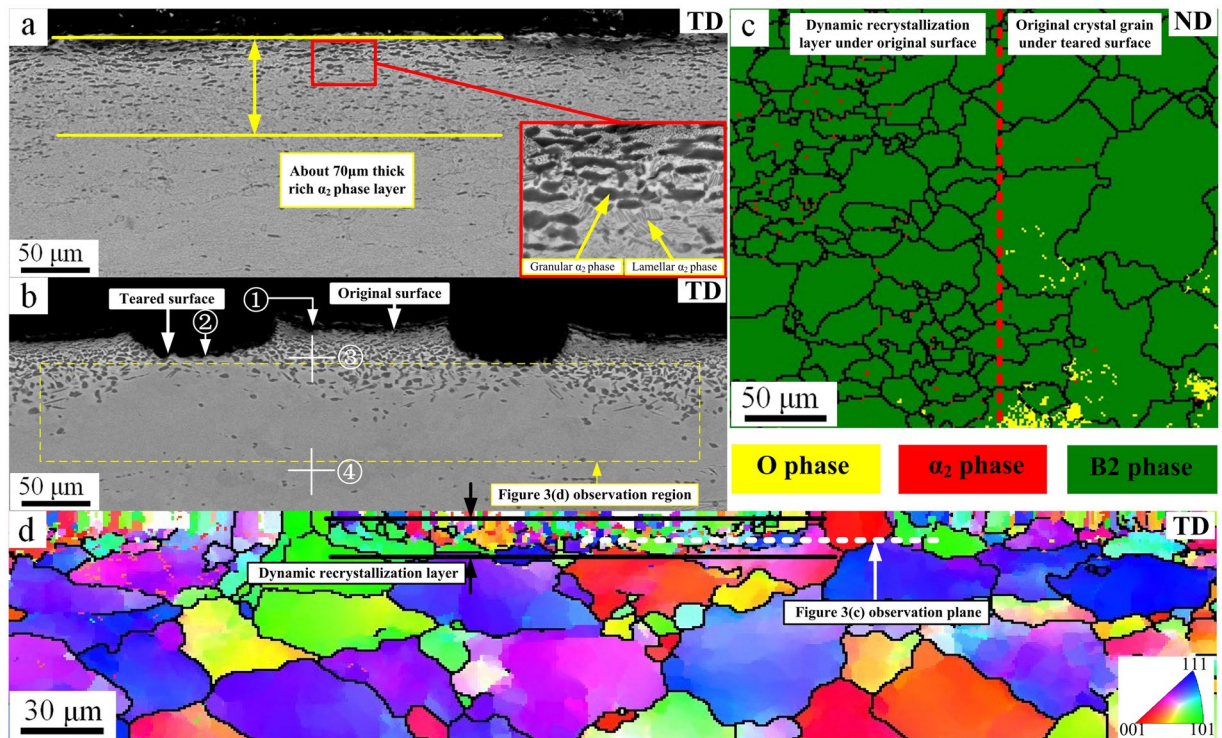 a
TD
About 70μm thick
rich α₂ phase layer
Granular α₂ phase
Lamellar α₂ phase
50 μm
b
TD
Teared surface
①
Original surface
②
③
④
50 μm
Figure 3(d) observation region
c
Dynamic recrystallization
layer under original surface
Original crystal grain
under teared surface
ND
50 μm
O phase
α₂ phase
B2 phase
d
TD
Dynamic recrystallization layer
Figure 3(c) observation plane
30 μm
111
001
101